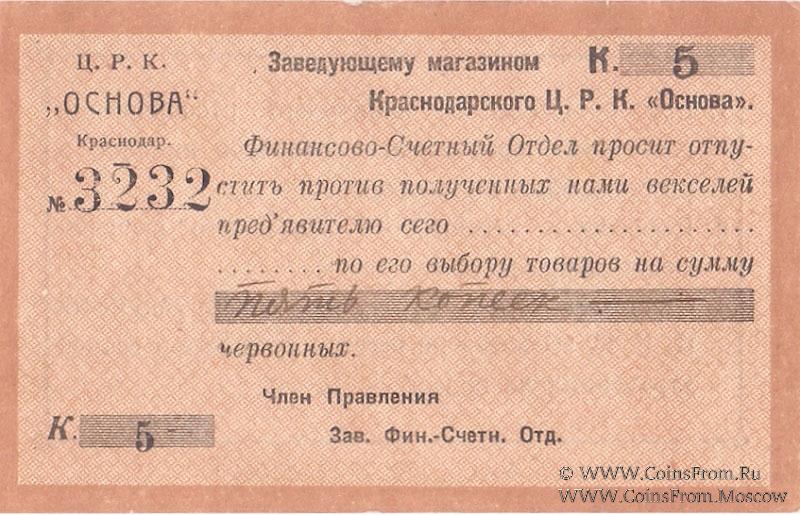 Ц. Р. К.
„ОСНОВА“
Краснодар.
№ 3232
Заведующему магазином К. 5
Краснодарского Ц. Р. К. «Основа».
Финансово-Счетный Отдел просит отпу-
стить против полученных нами векселей
пред'явителю сего ......................
........ по его выбору товаров на сумму
пять копеек
червонных.
Член Правления
К. 5
Зав. Фин.-Счетн. Отд.
© WWW.CoinsFrom.Ru
WWW.CoinsFrom.Moscow